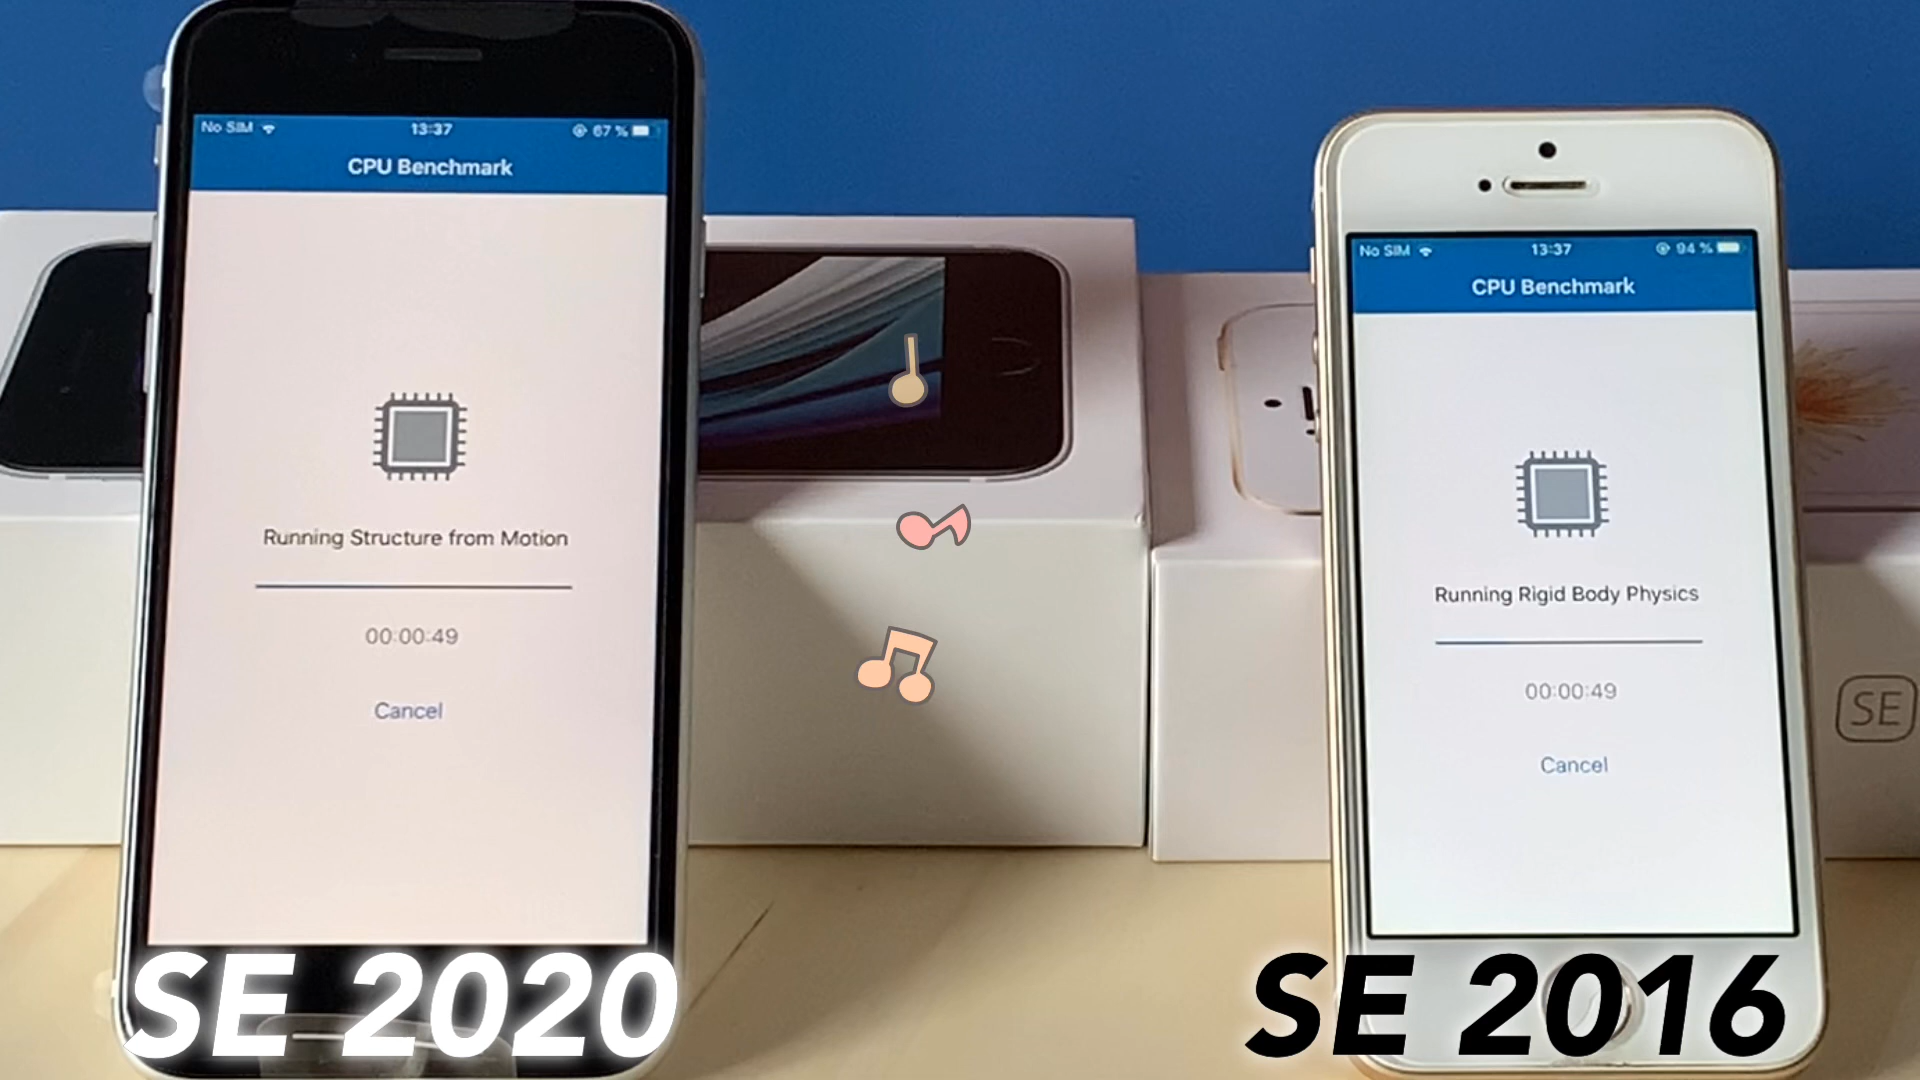 No SIM
13:37
67 %
CPU Benchmark
Running Structure from Motion
00:00:49
Cancel
SE 2020
No SIM
13:37
94 %
CPU Benchmark
Running Rigid Body Physics
00:00:49
Cancel
SE
SE 2016